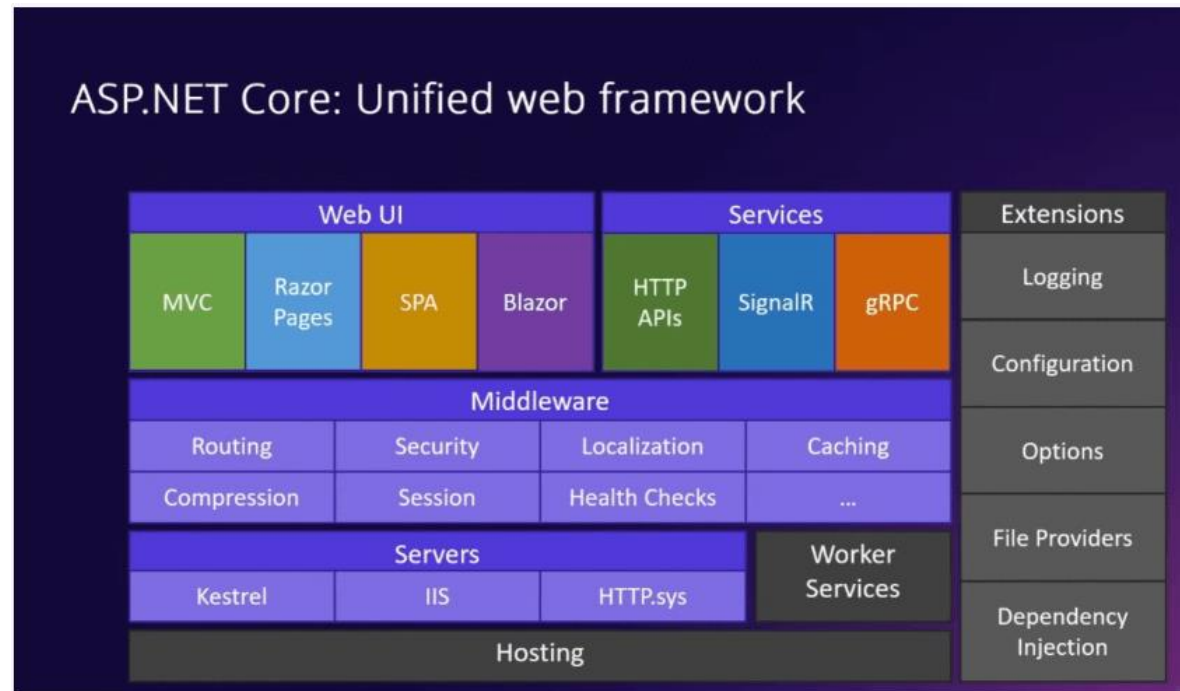 ASP.NET Core: Unified web framework
Web UI
MVC
Razor
Pages
SPA
Blazor
Services
HTTP
APIs
SignalR
gRPC
Middleware
Routing
Security
Localization
Caching
Compression
Session
Health Checks
...
Servers
Kestrel
IIS
HTTP.sys
Worker
Services
Hosting
Extensions
Logging
Configuration
Options
File Providers
Dependency
Injection